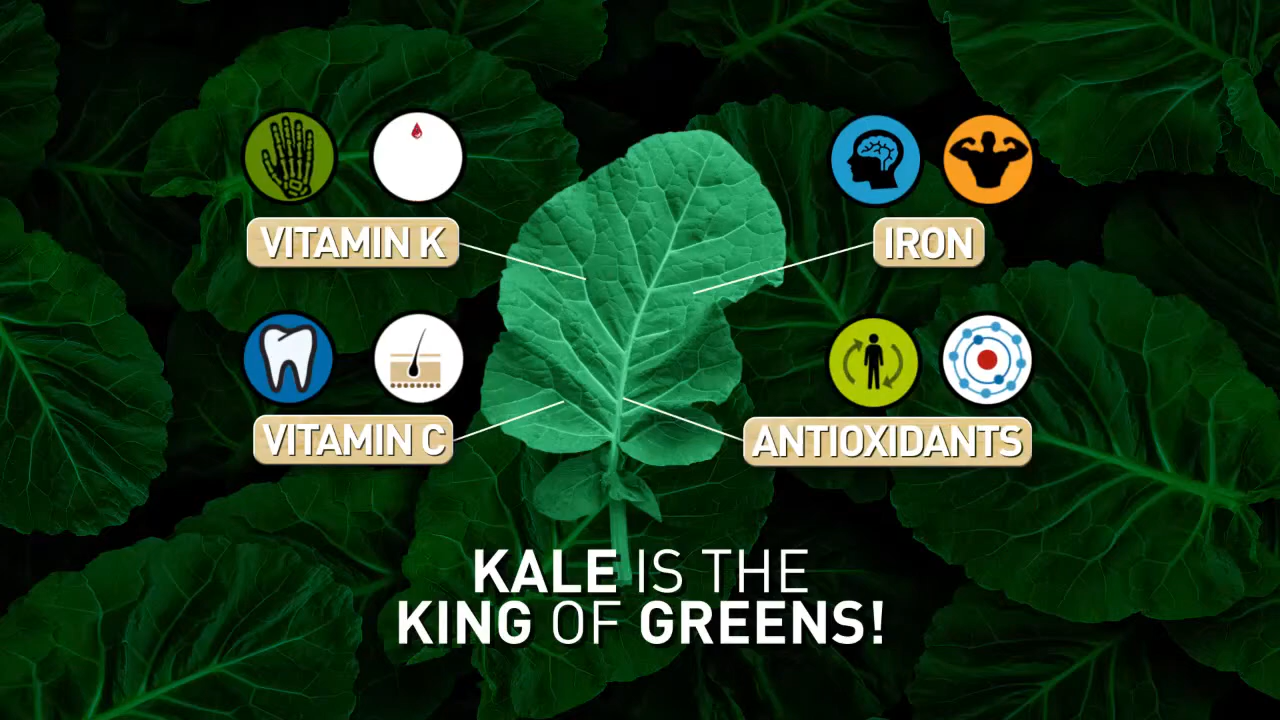 VITAMIN K
IRON
VITAMIN C
ANTIOXIDANTS
KALE IS THE
KING OF GREENS!